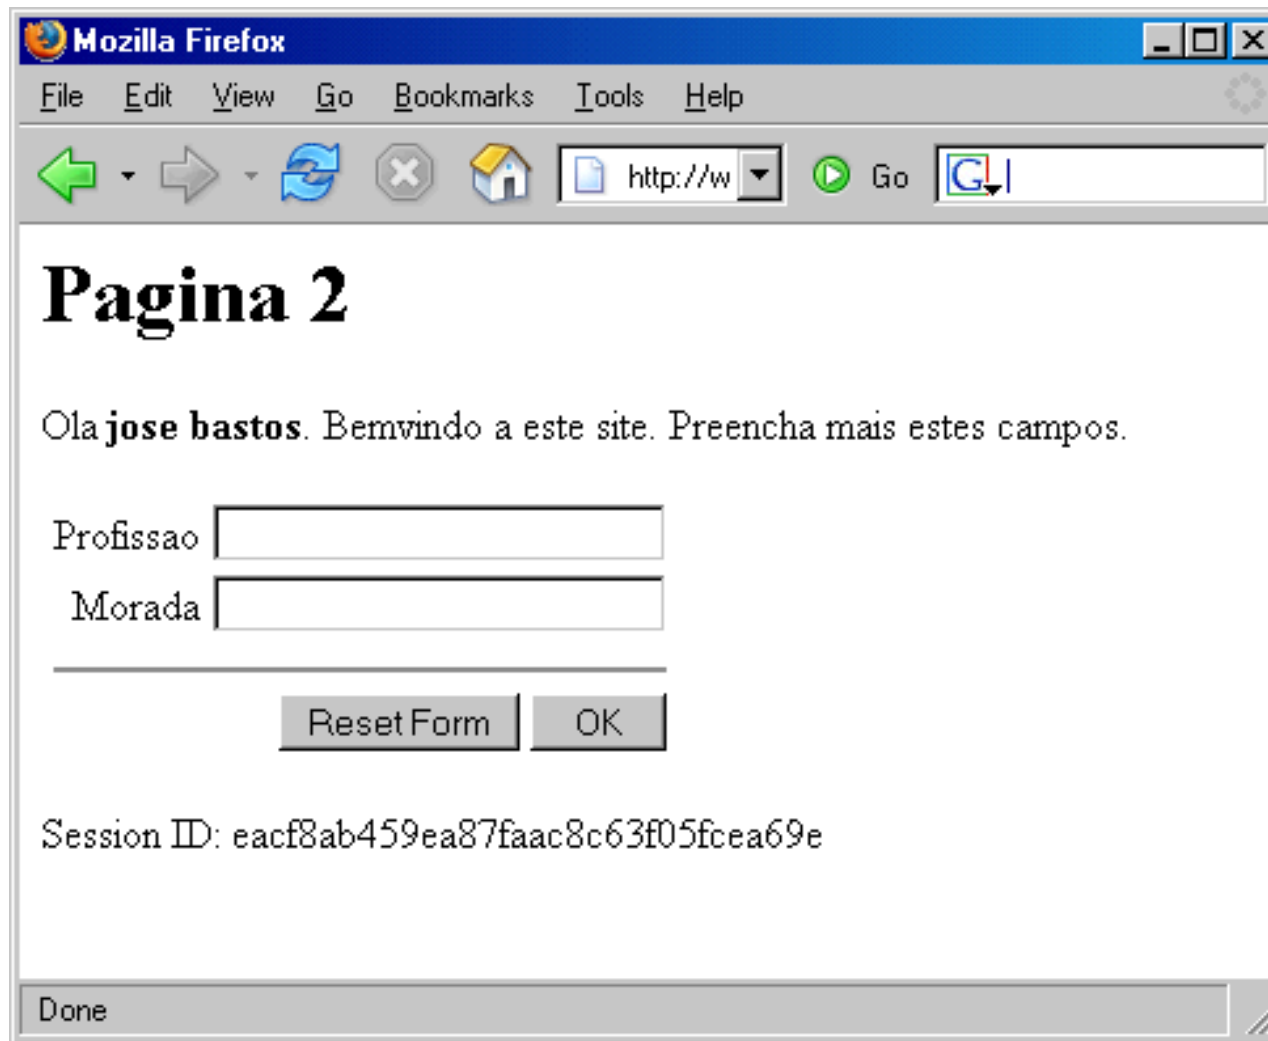 Mozilla Firefox
File Edit View Go Bookmarks Tools Help
http://w Go G
Pagina 2
Ola jose bastos. Bemvindo a este site. Preencha mais estes campos.
Profissao
Morada
Reset Form OK
Session ID: eacf8ab459ea87faac8c63f05fcea69e
Done